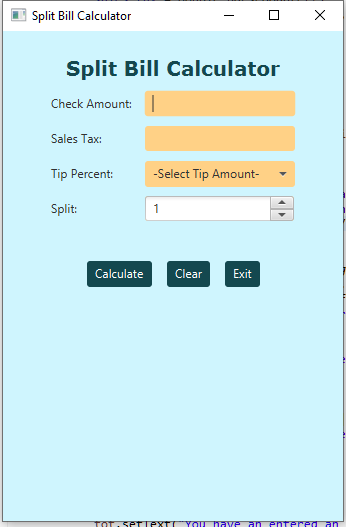 Split Bill Calculator
Split Bill Calculator
Check Amount:
Sales Tax:
Tip Percent: -Select Tip Amount-
Split: 1
Calculate Clear Exit
tot.setText("You have an entered an